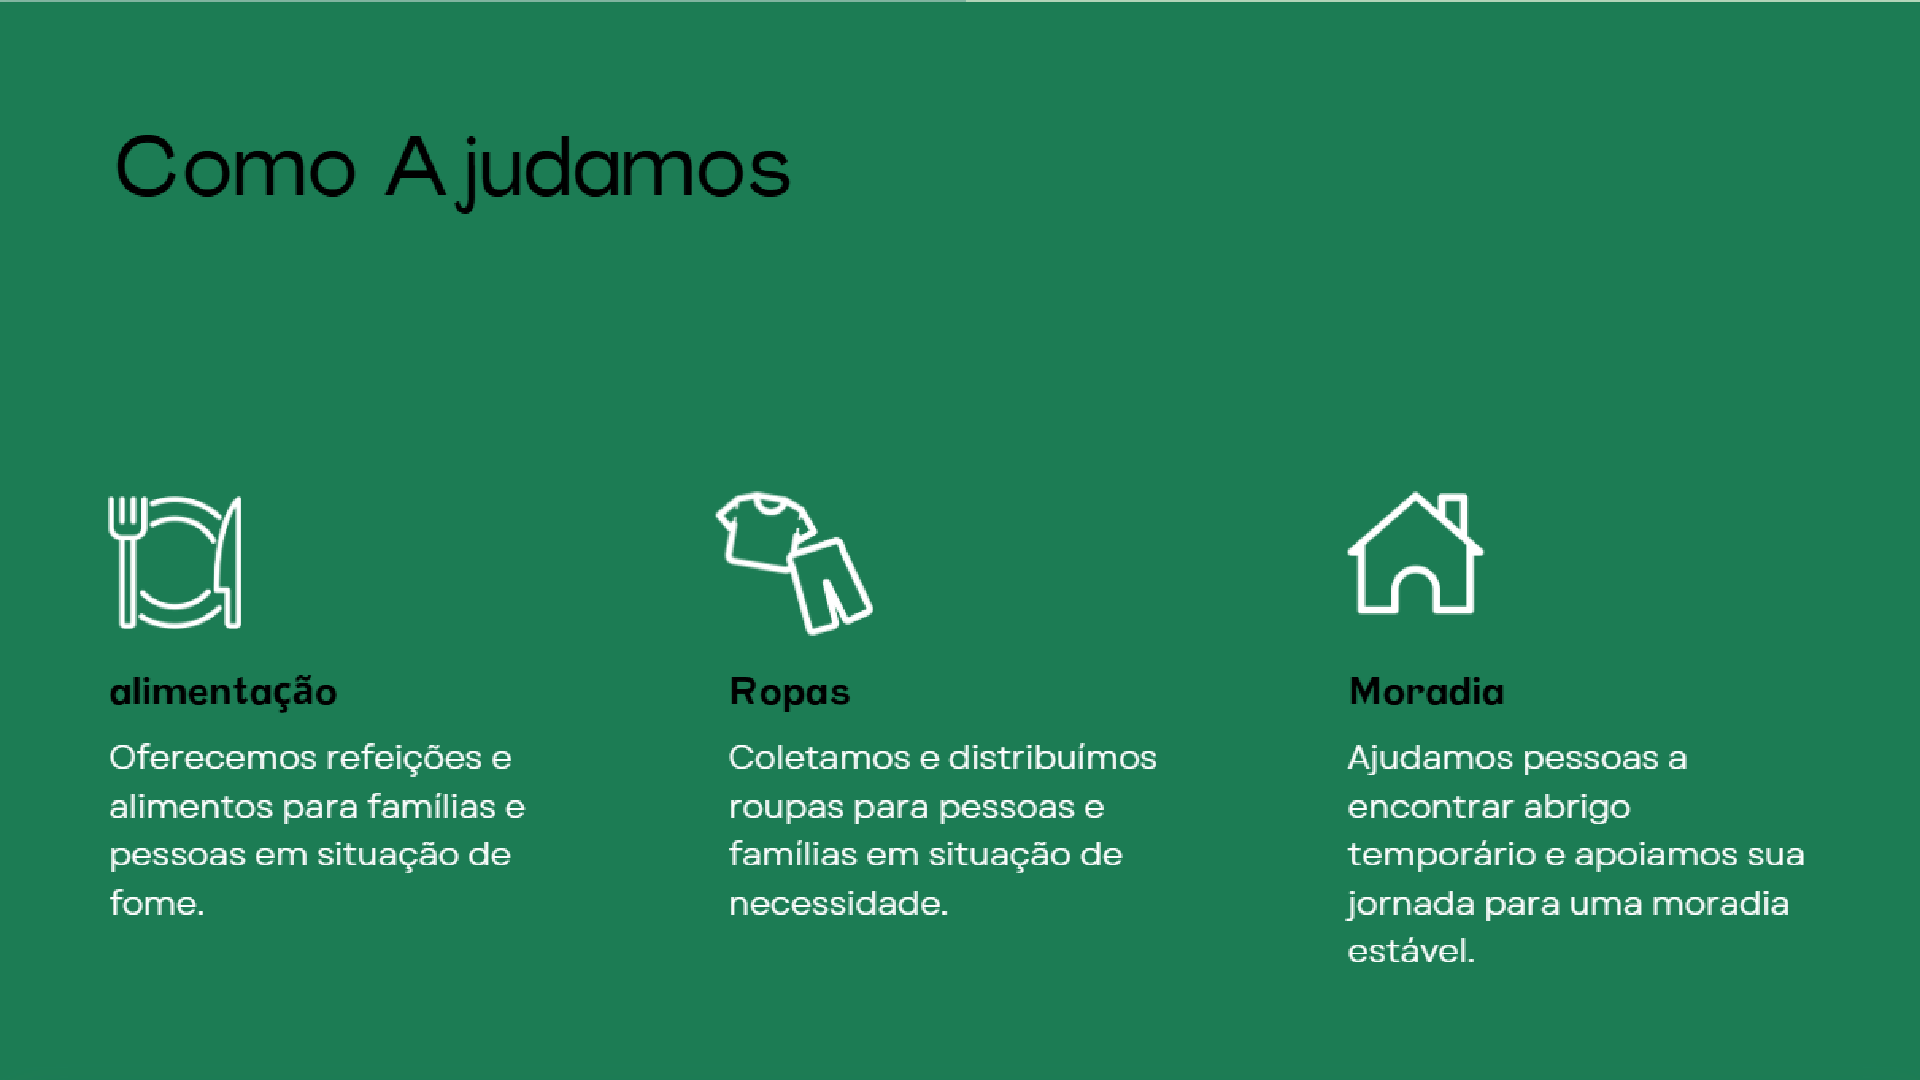 Como Ajudamos
alimentação
Oferecemos refeições e
alimentos para famílias e
pessoas em situação de
fome.
Ropas
Coletamos e distribuímos
roupas para pessoas e
famílias em situação de
necessidade.
Moradia
Ajudamos pessoas a
encontrar abrigo
temporário e apoiamos sua
jornada para uma moradia
estável.